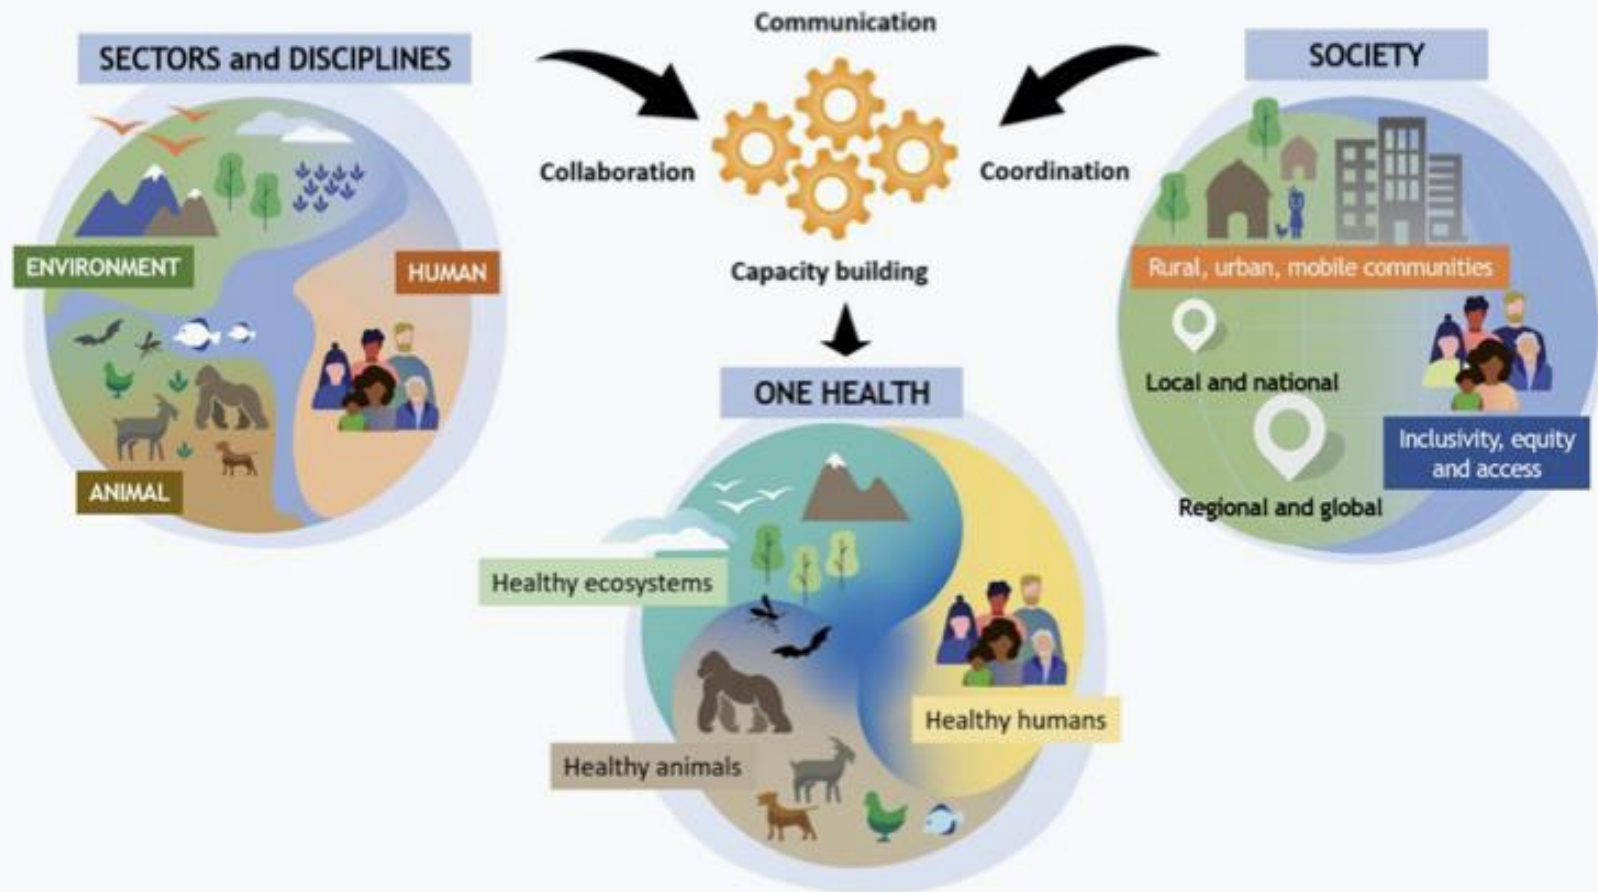 Communication
SECTORS and DISCIPLINES
SOCIETY
Collaboration
Coordination
ENVIRONMENT
HUMAN
Capacity building
Rural, urban, mobile communities
Local and national
ONE HEALTH
Inclusivity, equity
and access
ANIMAL
Regional and global
Healthy ecosystems
Healthy humans
Healthy animals